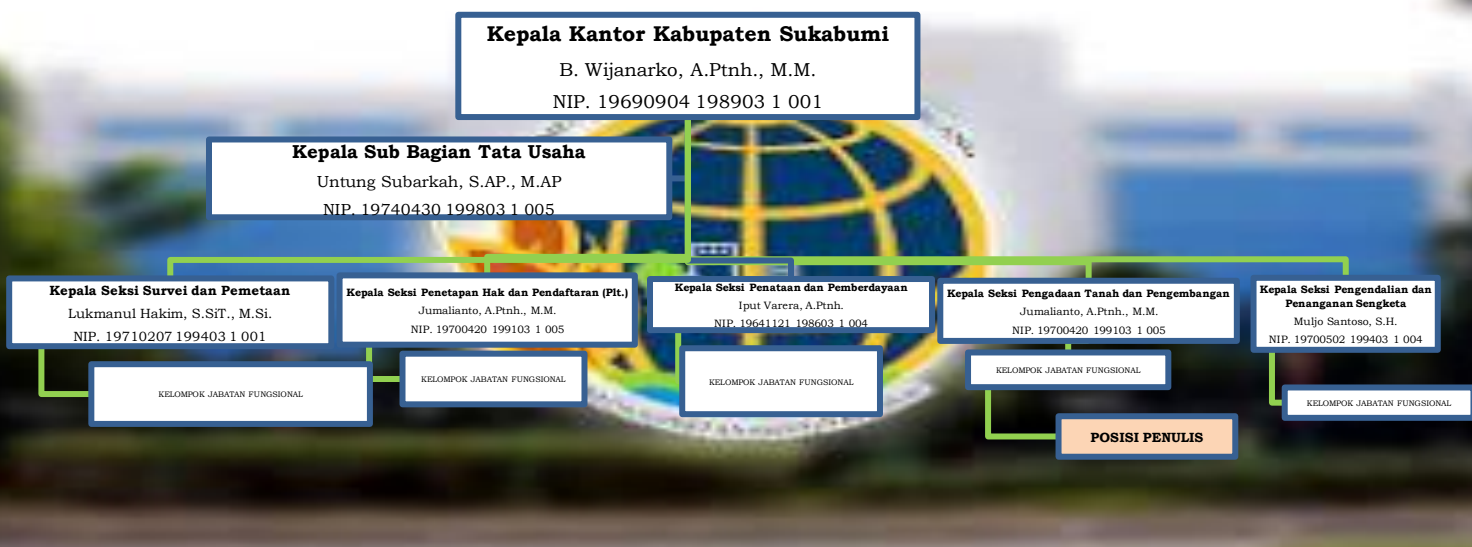 Kepala Kantor Kabupaten Sukabumi
B. Wijanarko, A.Ptnh., M.M.
NIP. 19690904 198903 1 001
Kepala Sub Bagian Tata Usaha
Untung Subarkah, S.AP., M.AP
NIP. 19740430 199803 1 005
Kepala Seksi Survei dan Pemetaan
Lukmanul Hakim, S.SiT., M.Si.
NIP. 19710207 199403 1 001
KELOMPOK JABATAN FUNGSIONAL
Kepala Seksi Penetapan Hak dan Pendaftaran (Plt.)
Jumalianto, A.Ptnh., M.M.
NIP. 19700420 199103 1 005
KELOMPOK JABATAN FUNGSIONAL
Kepala Seksi Penataan dan Pemberdayaan
Iput Varera, A.Ptnh.
NIP. 19641121 198603 1 004
KELOMPOK JABATAN FUNGSIONAL
Kepala Seksi Pengadaan Tanah dan Pengembangan
Jumalianto, A.Ptnh., M.M.
NIP. 19700420 199103 1 005
KELOMPOK JABATAN FUNGSIONAL
POSISI PENULIS
Kepala Seksi Pengendalian dan
Penanganan Sengketa
Muljo Santoso, S.H.
NIP. 19700502 199403 1 004
KELOMPOK JABATAN FUNGSIONAL